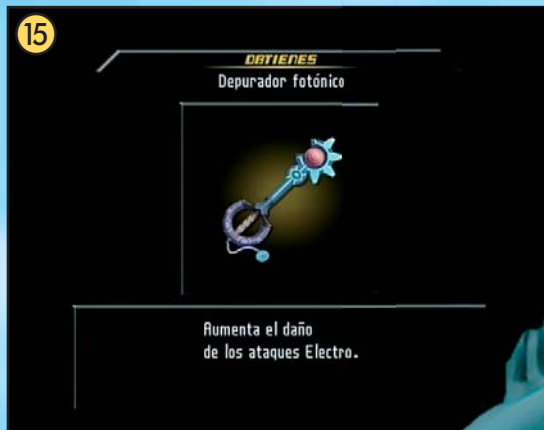 15
OBTIENES
Depurador fotónico
Aumenta el daño
de los ataques Electro.